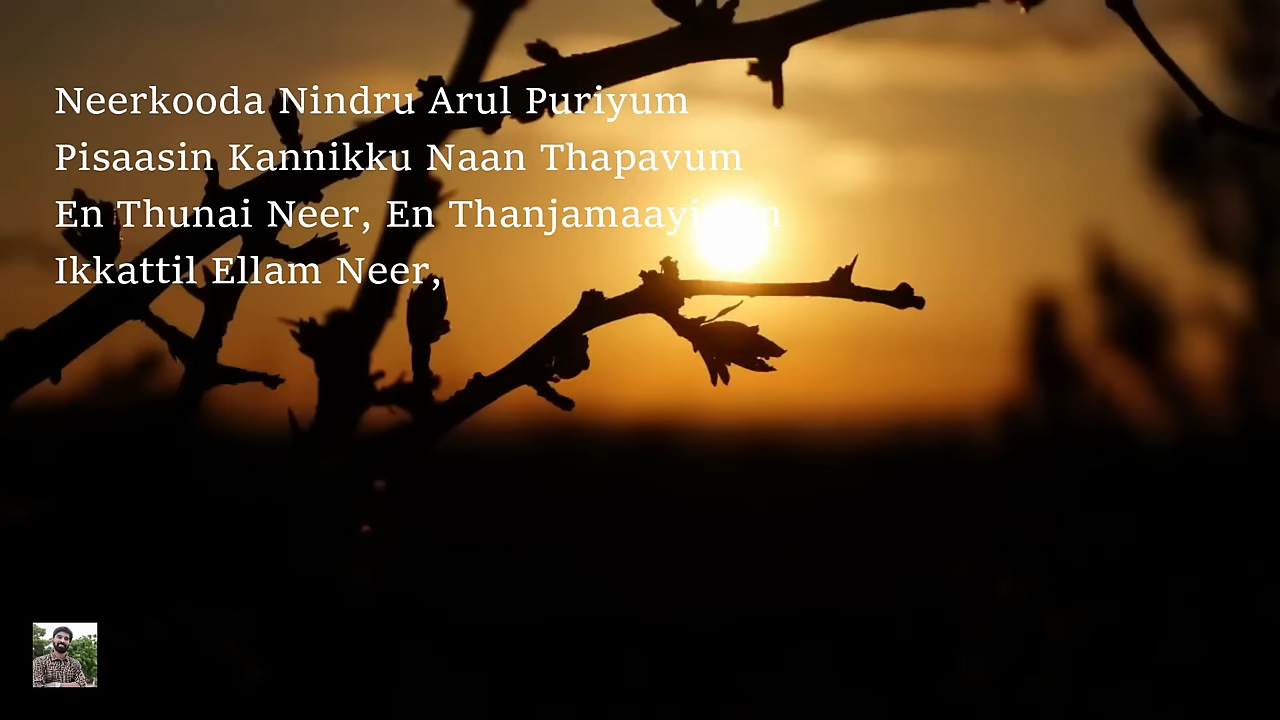 Neerkooda Nindru Arul Puriyum
Pisaasin Kannikku Naan Thapavum
En Thunai Neer, En
Ikkattil Ellam Neer,